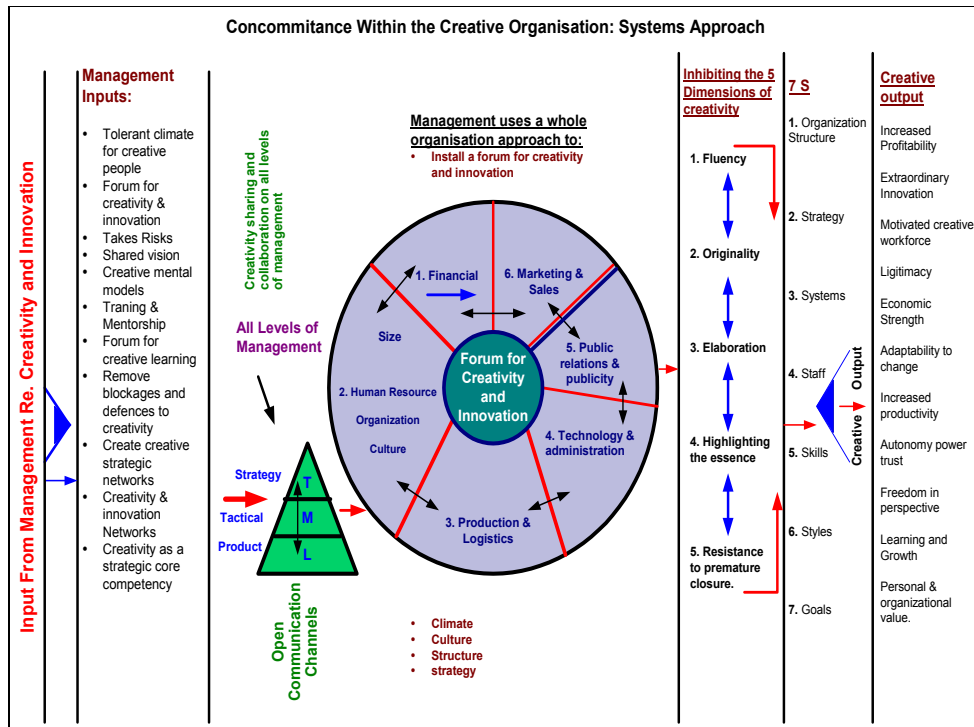 Concommitance Within the Creative Organisation: Systems Approach
Input From Management Re. Creativity and Innovation
Management
Inputs:
• Tolerant climate
for creative
people
• Forum for
creativity &
innovation
• Takes Risks
• Shared vision
• Creative mental
models
• Traning &
Mentorship
• Forum for
creative learning
• Remove
blockages and
defences to
creativity
• Create creative
strategic
networks
• Creativity &
innovation
Networks
• Creativity as a
strategic core
competency
Creativity sharing and
collaboration on all levels
of management
All Levels of
Management
Strategy
Tactical
Product
T
M
L
Open
Communication
Channels
Management uses a whole
organisation approach to:
• Install a forum for creativity
and innovation
1. Financial
Size
6. Marketing &
Sales
5. Public
relations &
publicity
2. Human Resource
Organization
Culture
Forum for
Creativity
and
Innovation
4. Technology &
administration
3. Production &
Logistics
• Climate
• Culture
• Structure
• strategy
Inhibiting the 5
Dimensions of
creativity
1. Fluency
2. Originality
3. Elaboration
4. Highlighting
the essence
5. Resistance
to premature
closure.
7 S
1. Organization
Structure
2. Strategy
3. Systems
4. Staff
5. Skills
6. Styles
7. Goals
Creative Output
Creative
output
Increased
Profitability
Extraordinary
Innovation
Motivated creative
workforce
Ligitimacy
Economic
Strength
Adaptability to
change
Increased
productivity
Autonomy power
trust
Freedom in
perspective
Learning and
Growth
Personal &
organizational
value.